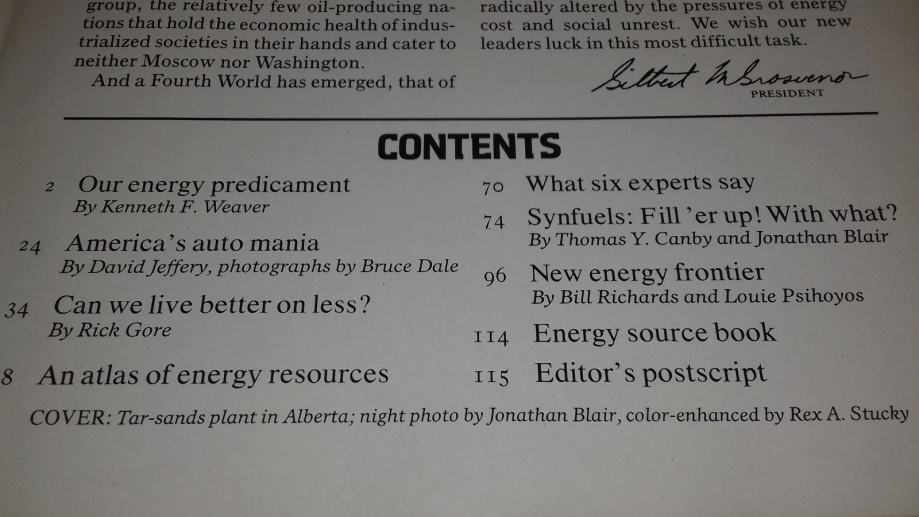 group, the relatively few oil-producing na-
tions that hold the economic health of indus-
trialized societies in their hands and cater to
neither Moscow nor Washington.
And a Fourth World has emerged, that of
radically altered by the pressures of energy
cost and social unrest. We wish our new
leaders luck in this most difficult task.
Gilbert M Grosvenor
PRESIDENT
CONTENTS
2 Our energy predicament
By Kenneth F. Weaver
24 America's auto mania
By David Jeffery, photographs by Bruce Dale
34 Can we live better on less?
By Rick Gore
8 An atlas of energy resources
70 What six experts say
74 Synfuels: Fill 'er up! With what?
By Thomas Y. Canby and Jonathan Blair
96 New energy frontier
By Bill Richards and Louie Psihoyos
114 Energy source book
115 Editor's postscript
COVER: Tar-sands plant in Alberta; night photo by Jonathan Blair, color-enhanced by Rex A. Stucky